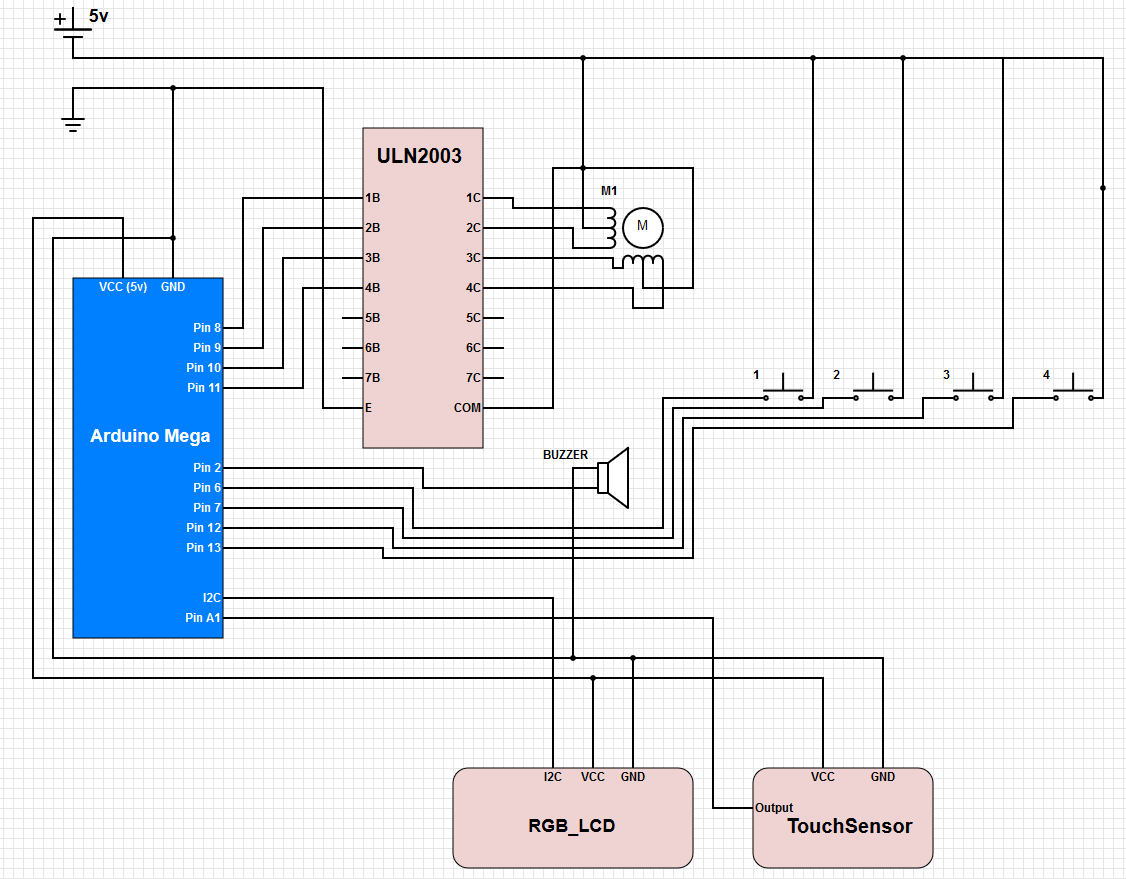 + 5v
ULN2003
1B
2B
3B
4B
5B
6B
7B
E
1C
2C
3C
4C
5C
6C
7C
COM
M1
M
VCC (5v) GND
Pin 8
Pin 9
Pin 10
Pin 11
Arduino Mega
Pin 2
Pin 6
Pin 7
Pin 12
Pin 13
I2C
Pin A1
BUZZER
1 2 3 4
I2C VCC GND
RGB_LCD
VCC GND
Output
TouchSensor